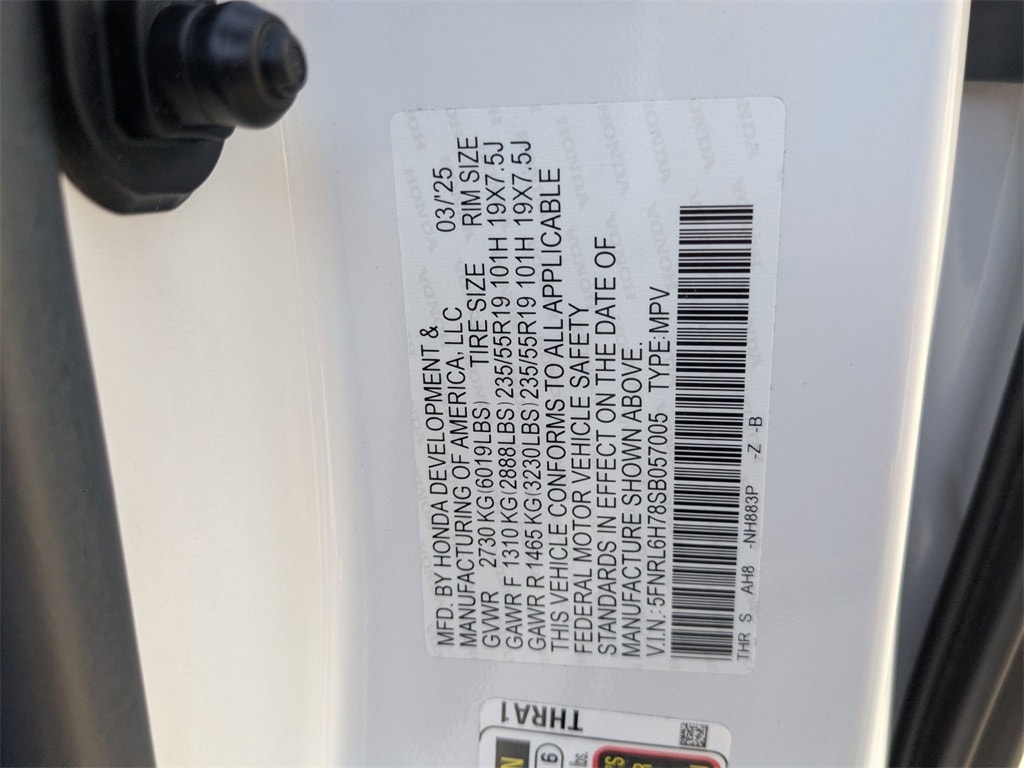 MFD. BY HONDA DEVELOPMENT &
MANUFACTURING OF AMERICA, LLC 03/'25
GVWR 2730 KG(6019LBS) TIRE SIZE RIM SIZE
GAWR F 1310 KG(2888LBS) 235/55R19 101H 19X7.5J
GAWR R 1465 KG(3230LBS) 235/55R19 101H 19X7.5J
THIS VEHICLE CONFORMS TO ALL APPLICABLE
FEDERAL MOTOR VEHICLE SAFETY
STANDARDS IN EFFECT ON THE DATE OF
MANUFACTURE SHOWN ABOVE.
V.I.N.: 5FNRL6H78SB057005 TYPE:MPV
THR S AH8 -NH883P -Z -B
THRA1
6
lbs.